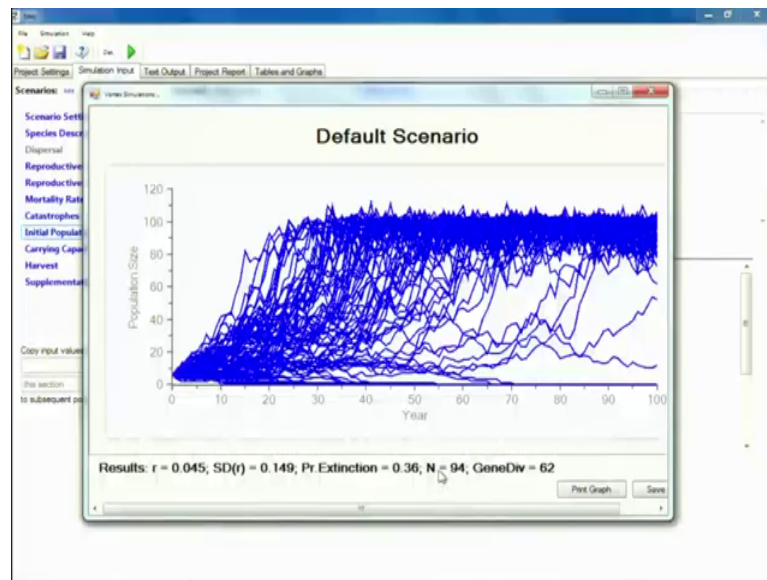 File Simulation Help
Project Settings Simulation Input Text Output Project Report Tables and Graphs
Scenarios:
Vortex Simulations...
Scenario Setti
Species Descr
Dispersal
Reproductive
Reproductive
Mortality Rate
Catastrophes
Initial Populat
Carrying Capa
Harvest
Supplementa
Copy input values
this section
to subsequent po
Default Scenario
Population Size
120
100
80
60
40
20
0
0 10 20 30 40 50 60 70 80 90 100
Year
Results: r = 0.045; SD(r) = 0.149; Pr.Extinction = 0.36; N = 94; GeneDiv = 62
Print Graph... Save